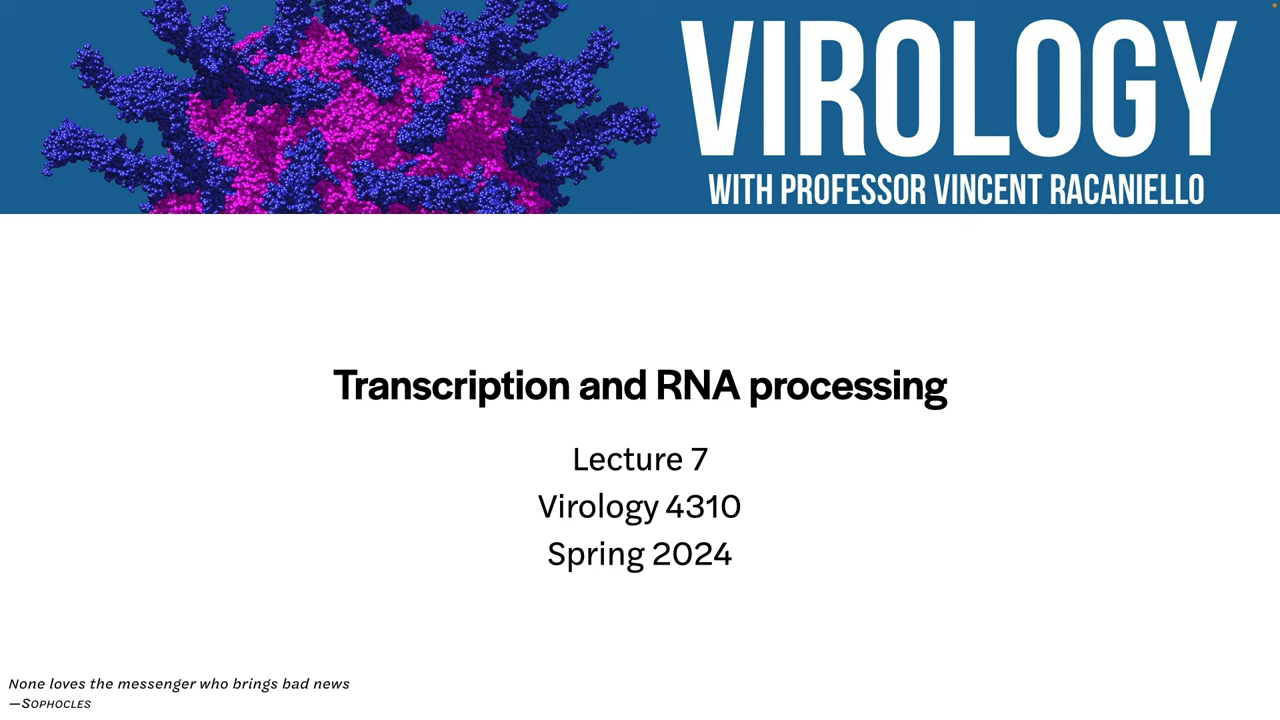 VIROLOGY
WITH PROFESSOR VINCENT RACANIELLO
Transcription and RNA processing
Lecture 7
Virology 4310
Spring 2024
None loves the messenger who brings bad news
—SOPHOCLES